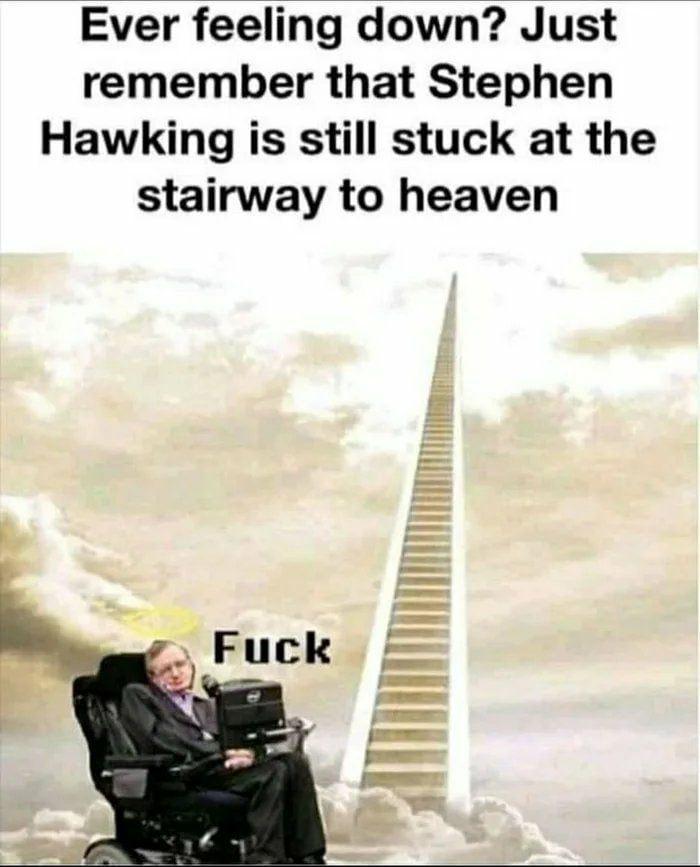 Ever feeling down? Just
remember that Stephen
Hawking is still stuck at the
stairway to heaven
Fuck